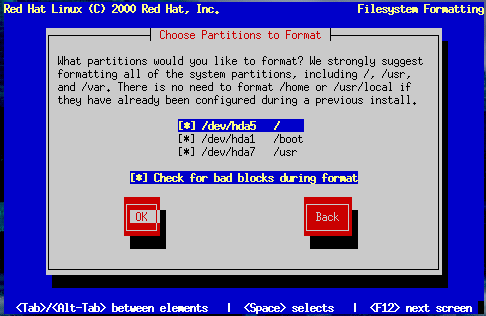 Red Hat Linux (C) 2000 Red Hat, Inc. Filesystem Formatting
Choose Partitions to Format
What partitions would you like to format? We strongly suggest
formatting all of the system partitions, including /, /usr,
and /var. There is no need to format /home or /usr/local if
they have already been configured during a previous install.
[*] /dev/hda5 /
[*] /dev/hda1 /boot
[*] /dev/hda7 /usr
[*] Check for bad blocks during format
OK Back
<Tab>/<Alt-Tab> between elements | <Space> selects | <F12> next screen